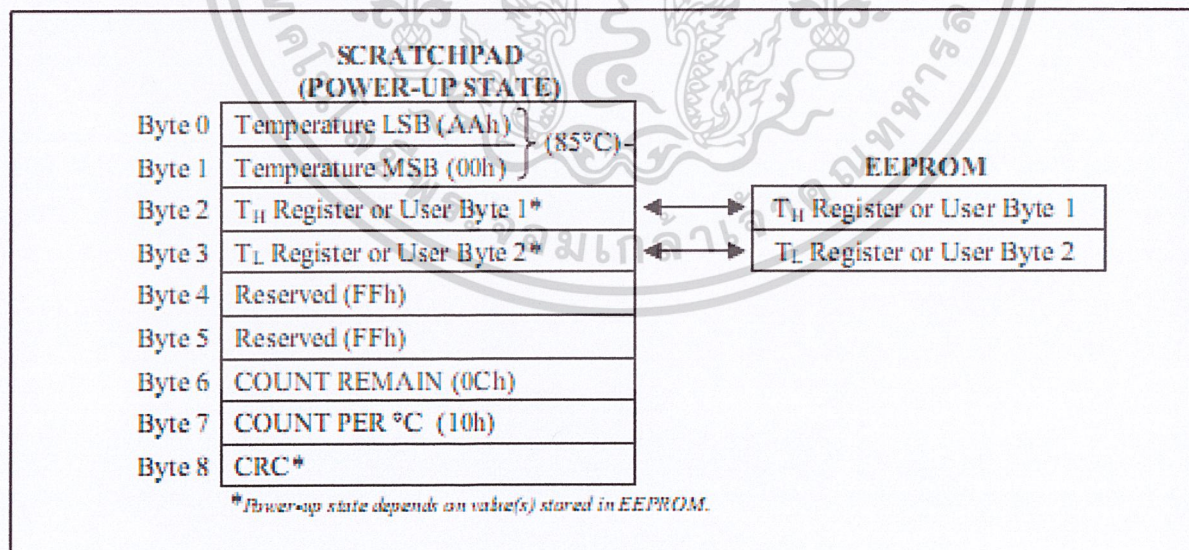 SCRATCHPAD
(POWER-UP STATE)
Byte 0 Temperature LSB (AAh) (85°C)
Byte 1 Temperature MSB (00h)
EEPROM
Byte 2 TH Register or User Byte 1* TH Register or User Byte 1
Byte 3 TL Register or User Byte 2* TL Register or User Byte 2
Byte 4 Reserved (FFh)
Byte 5 Reserved (FFh)
Byte 6 COUNT REMAIN (0Ch)
Byte 7 COUNT PER °C (10h)
Byte 8 CRC*
*Power-up state depends on value(s) stored in EEPROM.